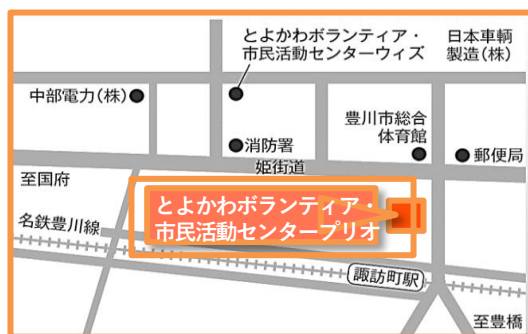 とよかわボランティア・
市民活動センターウィズ
日本車輌
製造(株)
中部電力(株)
消防署
豊川市総合
体育館
郵便局
姫街道
至国府
とよかわボランティア・
市民活動センタープリオ
名鉄豊川線
諏訪町駅
至豊橋